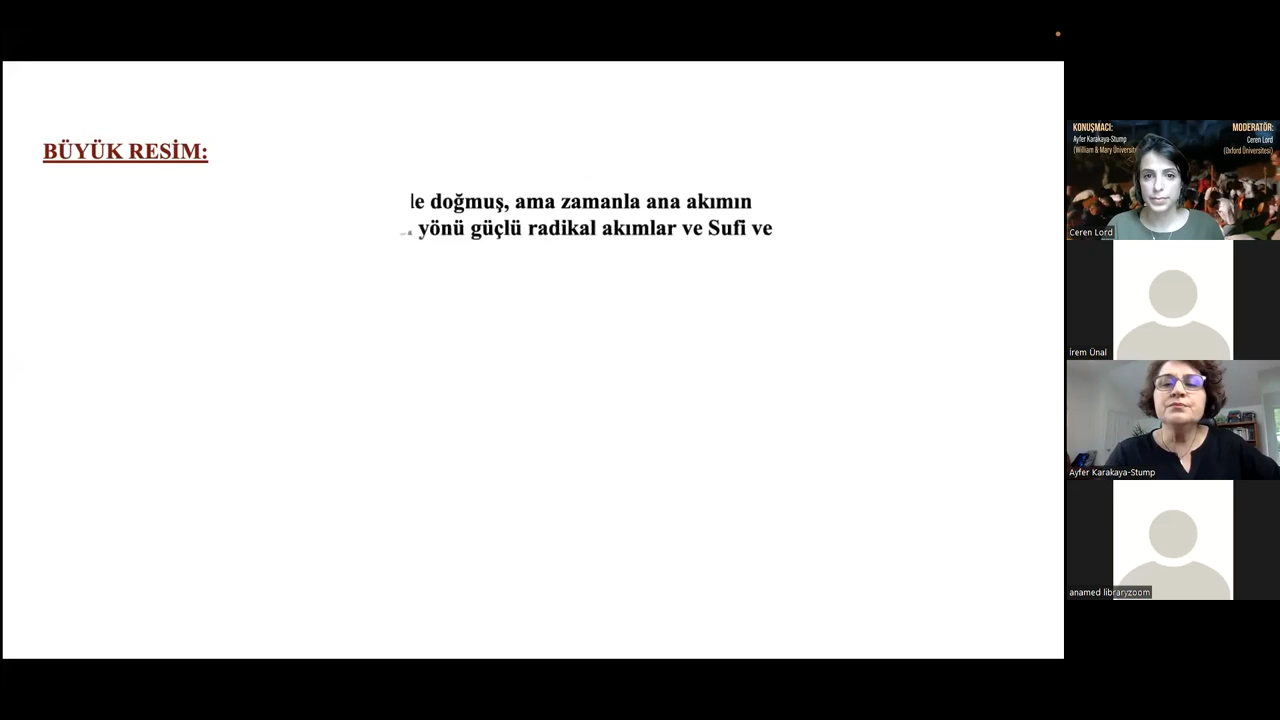 BÜYÜK RESİM:
le doğmuş, ama zamanla ana akımın
yönü güçlü radikal akımlar ve Sufi ve
KONUŞMACI:
Ayfer Karakaya-Stump
(William & Mary Üniversit
MODERATÖR:
Ceren Lord
(Oxford Üniversitesi)
Ceren Lord
İrem Ünal
Ayfer Karakaya-Stump
anamed libraryzoom